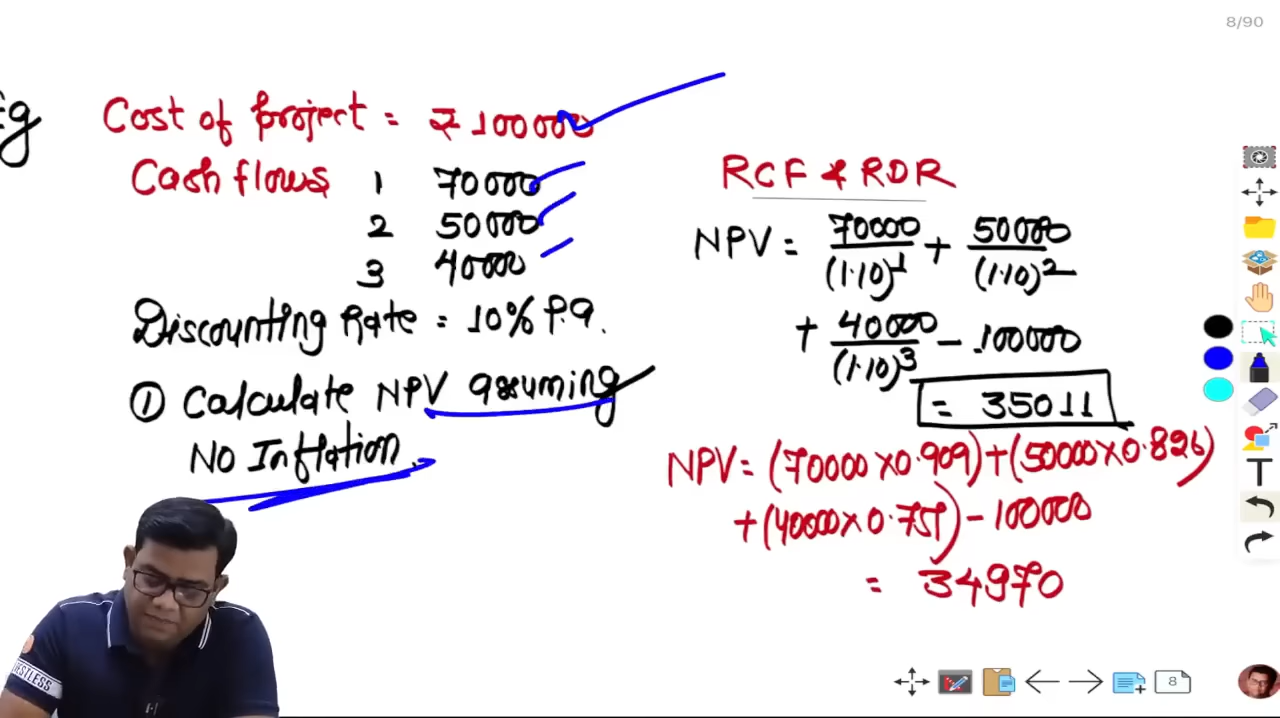 8/90
Eg
Cost of project = ₹ 100000
Cash flows 1 70000
2 50000
3 40000
Discounting Rate = 10% P.a.
① Calculate NPV assuming
No Inflation.
RCF & RDR
NPV = 70000/(1.10)^1 + 50000/(1.10)^2
+ 40000/(1.10)^3 - 100000
= 35011
NPV = (70000 x 0.909) + (50000 x 0.826)
+ (40000 x 0.751) - 100000
= 34970
RESTLESS
T
8